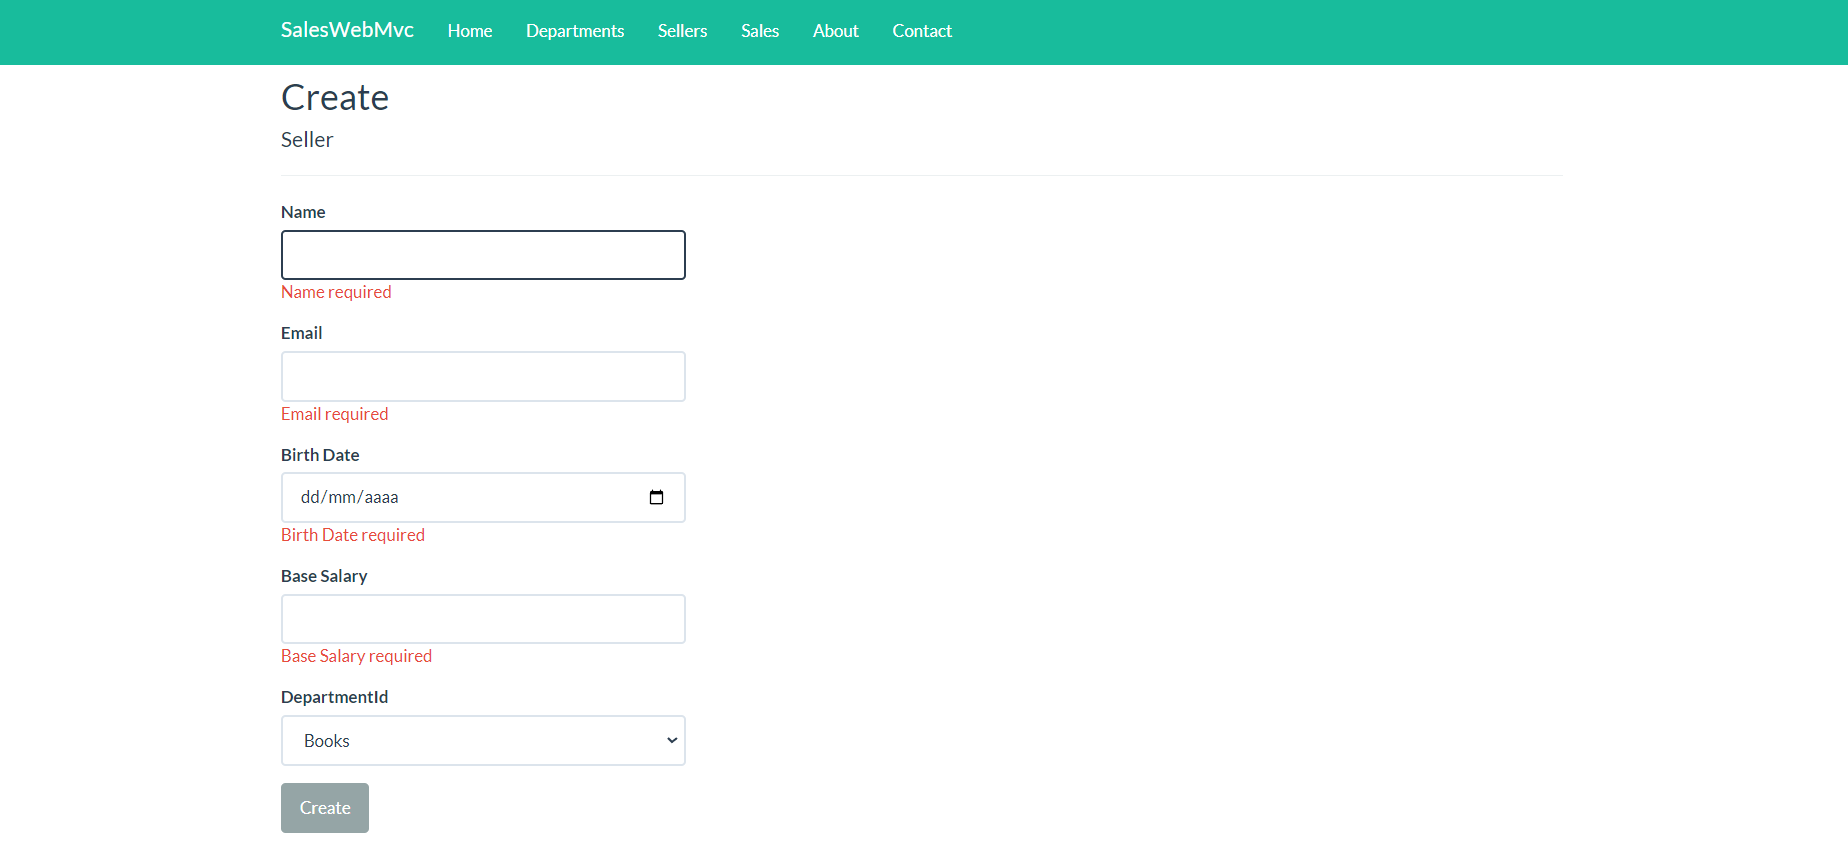 SalesWebMvc Home Departments Sellers Sales About Contact
Create
Seller
Name
Name required
Email
Email required
Birth Date
dd/mm/aaaa
Birth Date required
Base Salary
Base Salary required
DepartmentId
Books
Create